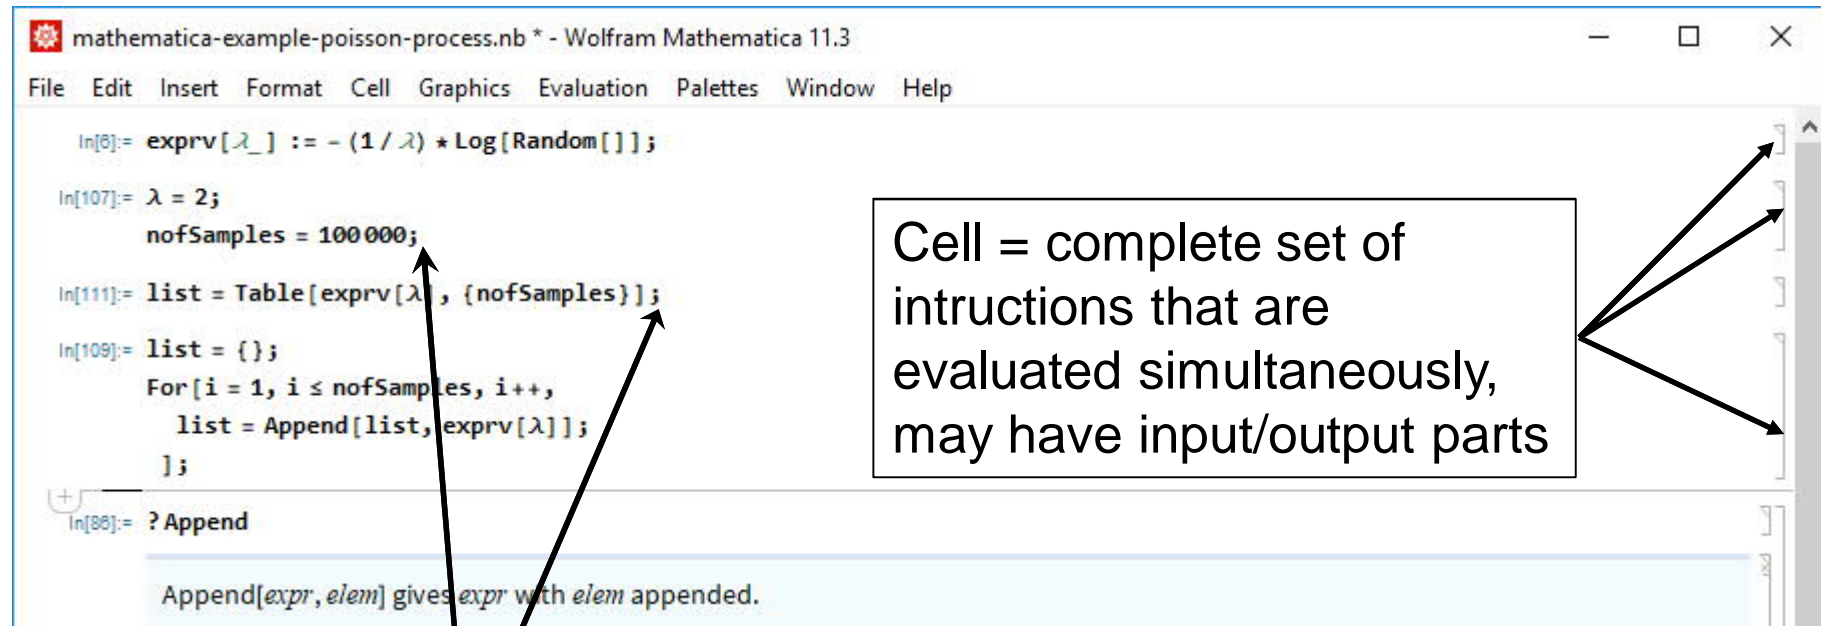 mathematica-example-poisson-process.nb * - Wolfram Mathematica 11.3
File Edit Insert Format Cell Graphics Evaluation Palettes Window Help
In[6]:= exprv[λ_] := - (1 / λ) * Log[Random[]];
In[107]:= λ = 2;
nofSamples = 100 000;
In[111]:= list = Table[exprv[λ], {nofSamples}];
In[109]:= list = {};
For[i = 1, i ≤ nofSamples, i++,
list = Append[list, exprv[λ]];
];
Cell = complete set of
intructions that are
evaluated simultaneously,
may have input/output parts
In[86]:= ? Append
Append[expr, elem] gives expr with elem appended.